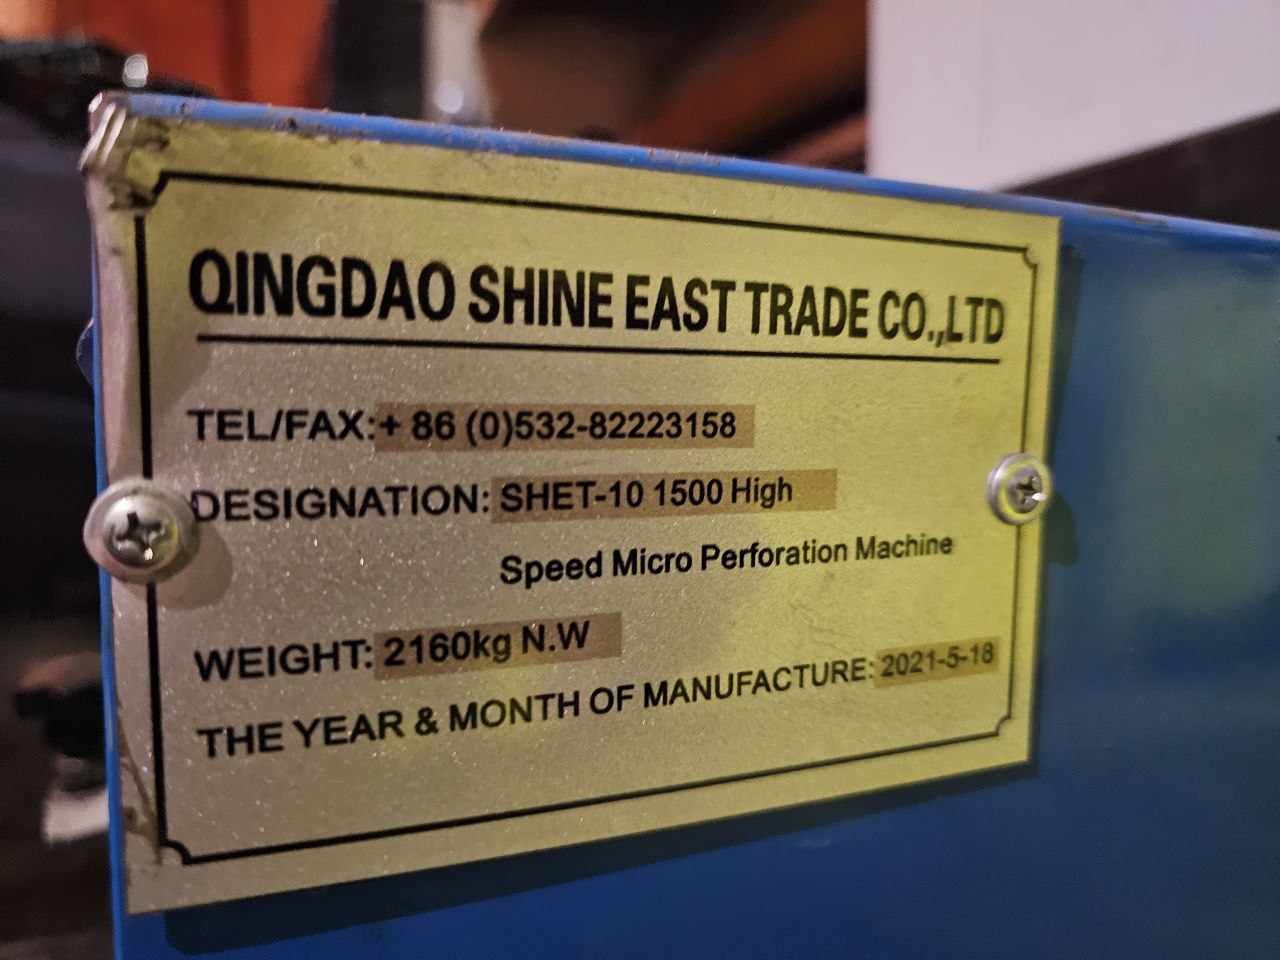 QINGDAO SHINE EAST TRADE CO.,LTD
TEL/FAX:+ 86 (0)532-82223158
DESIGNATION: SHET-10 1500 High
Speed Micro Perforation Machine
WEIGHT: 2160kg N.W
THE YEAR & MONTH OF MANUFACTURE: 2021-5-18